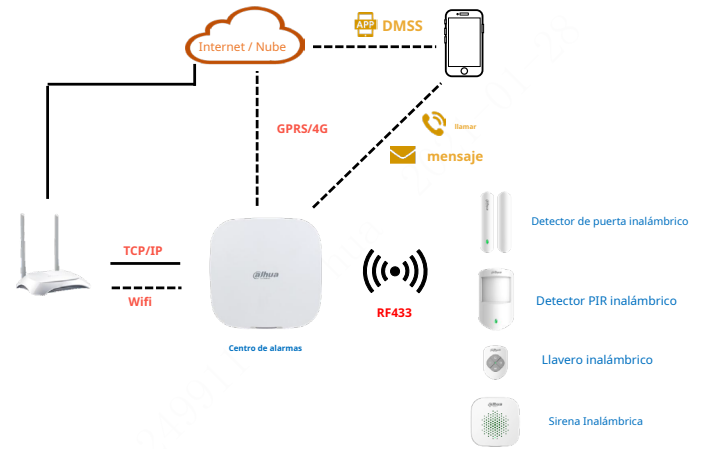 Internet / Nube
APP DMSS
GPRS/4G
llamar
mensaje
TCP/IP
Wifi
alhua
Centro de alarmas
RF433
Detector de puerta inalámbrico
Detector PIR inalámbrico
Llavero inalámbrico
Sirena Inalámbrica